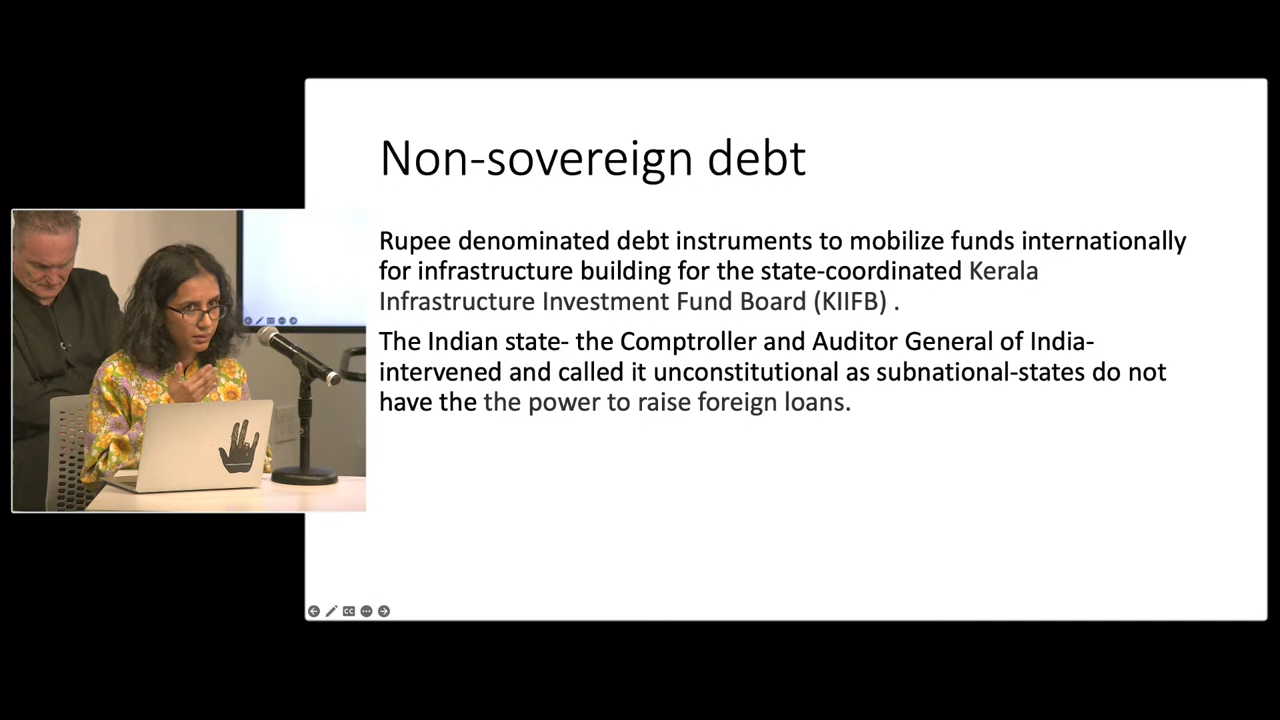 Non-sovereign debt
Rupee denominated debt instruments to mobilize funds internationally
for infrastructure building for the state-coordinated Kerala
Infrastructure Investment Fund Board (KIIFB) .
The Indian state- the Comptroller and Auditor General of India-
intervened and called it unconstitutional as subnational-states do not
have the the power to raise foreign loans.
CC